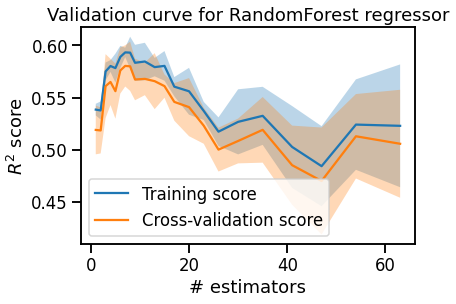 Validation curve for RandomForest regressor
0.60
0.55
0.50
0.45
R² score
Training score
Cross-validation score
0 20 40 60
# estimators